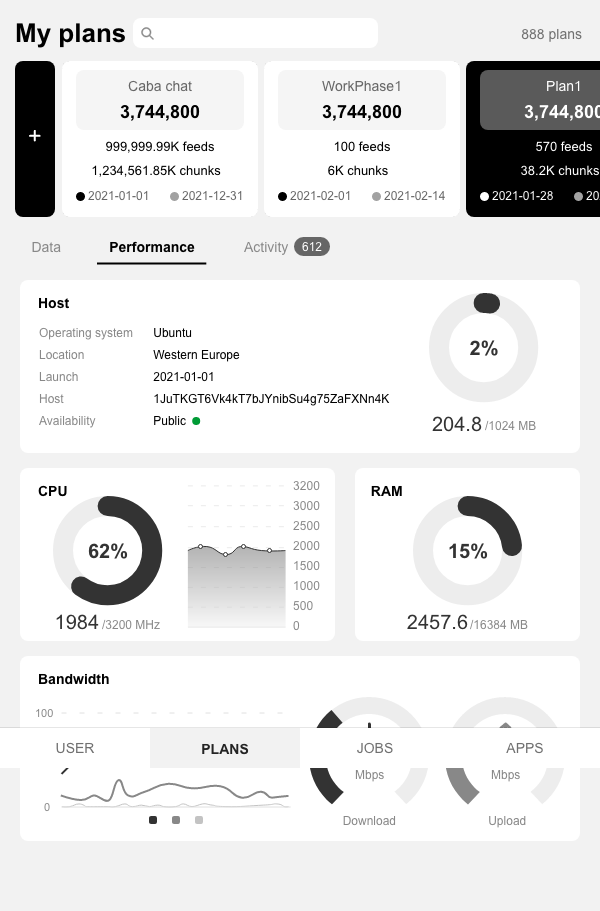 My plans
888 plans
+
Caba chat
3,744,800
999,999.99K feeds
1,234,561.85K chunks
2021-01-01 2021-12-31
WorkPhase1
3,744,800
100 feeds
6K chunks
2021-02-01 2021-02-14
Plan1
3,744,800
570 feeds
38.2K chunks
2021-01-28 20
Data Performance Activity 612
Host
Operating system Ubuntu
Location Western Europe
Launch 2021-01-01
Host 1JuTKGT6Vk4kT7bJYnibSu4g75ZaFXNn4K
Availability Public
2%
204.8 /1024 MB
CPU
62%
1984 /3200 MHz
3200
3000
2500
2000
1500
1000
500
0
RAM
15%
2457.6 /16384 MB
Bandwidth
100
0
Mbps
Download
Mbps
Upload
USER PLANS JOBS APPS